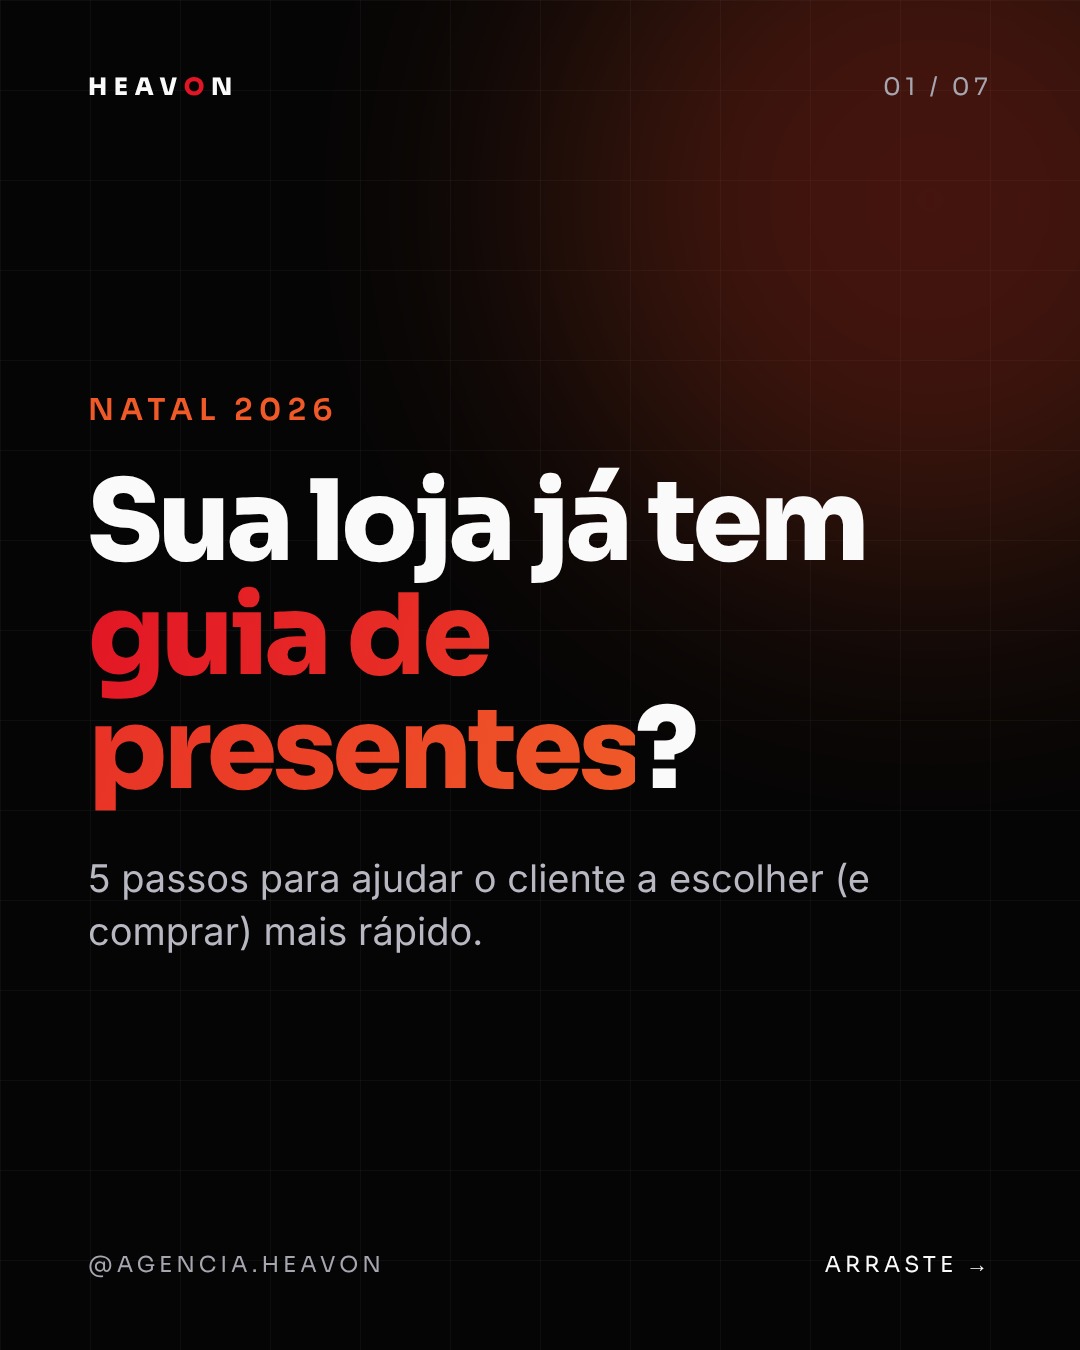 HEAVON
01 / 07
NATAL 2026
Sua loja já tem
guia de
presentes?
5 passos para ajudar o cliente a escolher (e
comprar) mais rápido.
@AGENCIA.HEAVON
ARRASTE →